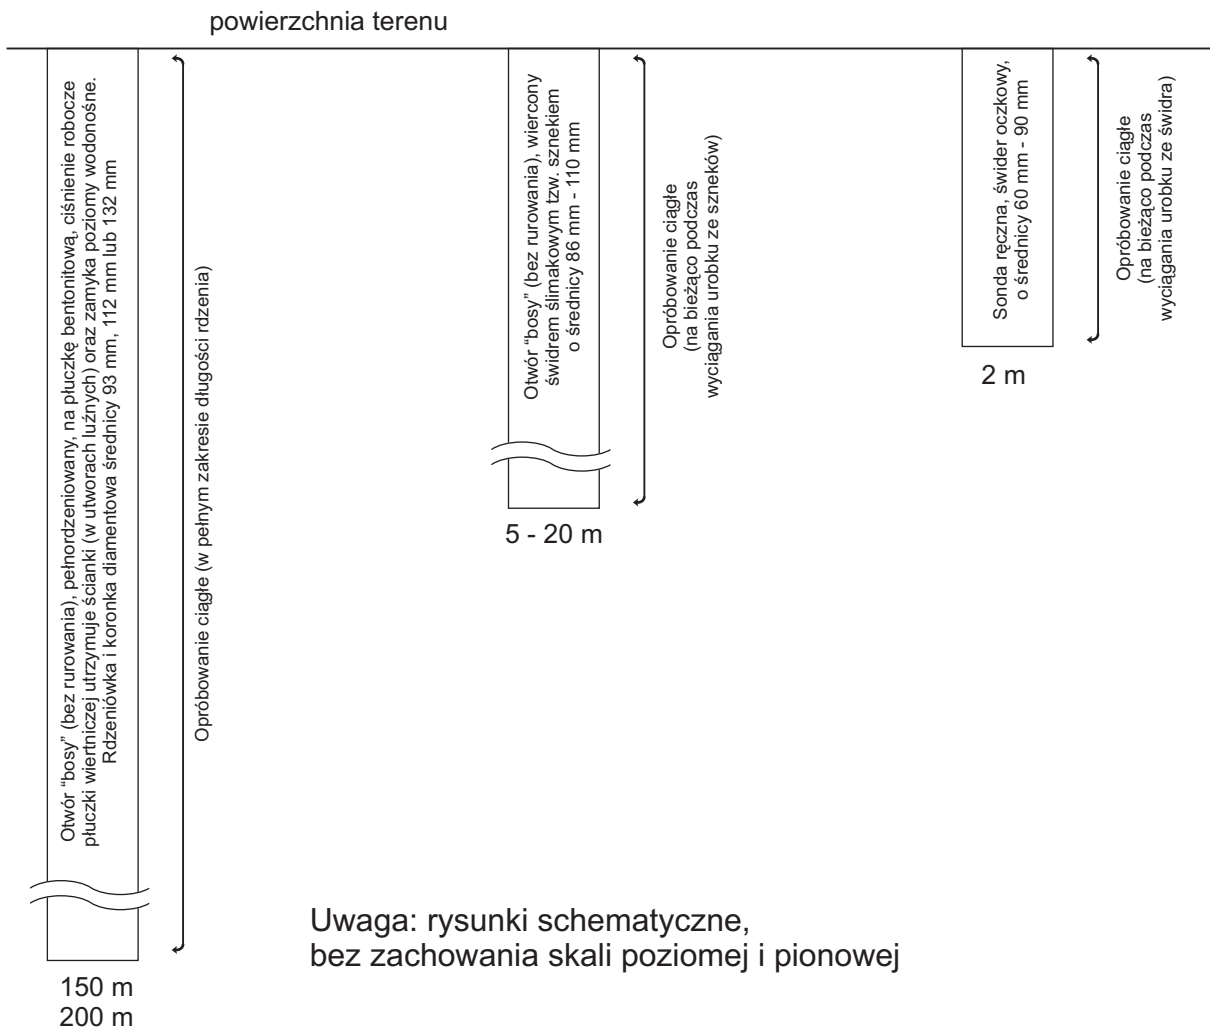 powierzchnia terenu
Otwór “bosy” (bez rurowania), pełnordzeniowany, na płuczkę bentonitową, ciśnienie robocze
płuczki wiertniczej utrzymuje ścianki (w utworach luźnych) oraz zamyka poziomy wodonośne.
Rdzeniówka i koronka diamentowa średnicy 93 mm, 112 mm lub 132 mm
Opróbowanie ciągłe (w pełnym zakresie długości rdzenia)
150 m
200 m
Otwór “bosy” (bez rurowania), wiercony
świdrem ślimakowym tzw. sznekiem
o średnicy 86 mm - 110 mm
Opróbowanie ciągłe
(na bieżąco podczas
wyciągania urobku ze szneków)
5 - 20 m
Sonda ręczna, świder oczkowy,
o średnicy 60 mm - 90 mm
Opróbowanie ciągłe
(na bieżąco podczas
wyciągania urobku ze świdra)
2 m
Uwaga: rysunki schematyczne,
bez zachowania skali poziomej i pionowej